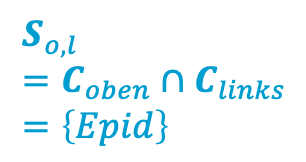 S_{o,l}
= C_{oben} ∩ C_{links}
= {Epid}